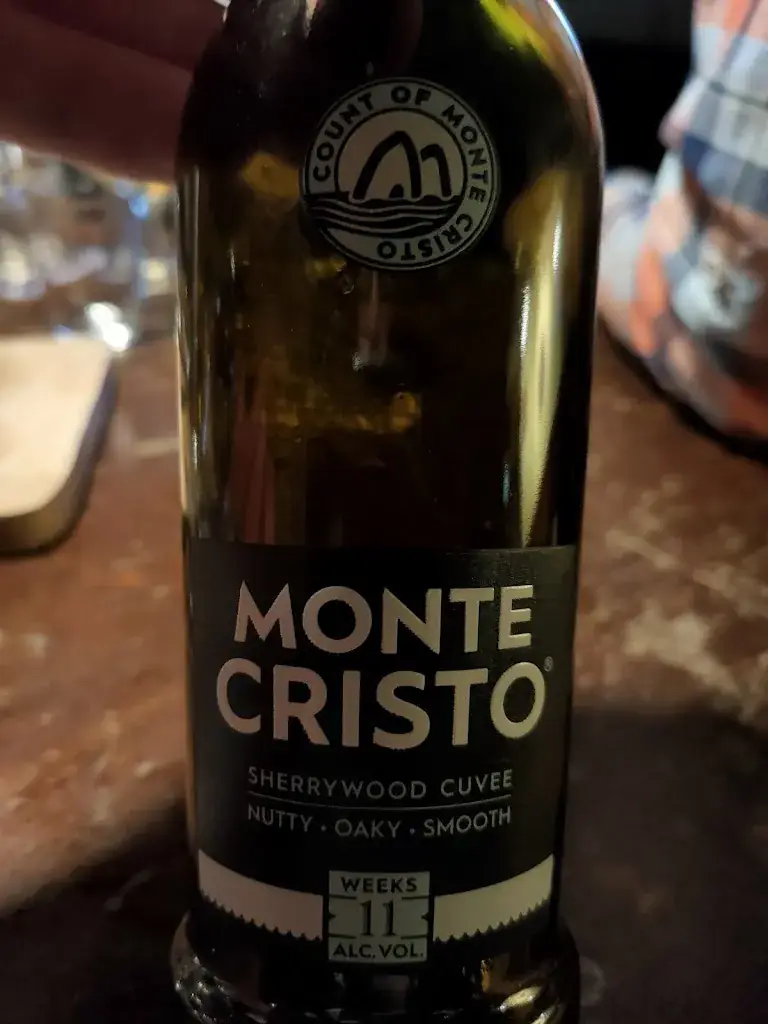 COUNT OF MONTE CRISTO
MONTE
CRISTO®
SHERRYWOOD CUVEE
NUTTY • OAKY • SMOOTH
WEEKS
11
ALC. VOL.